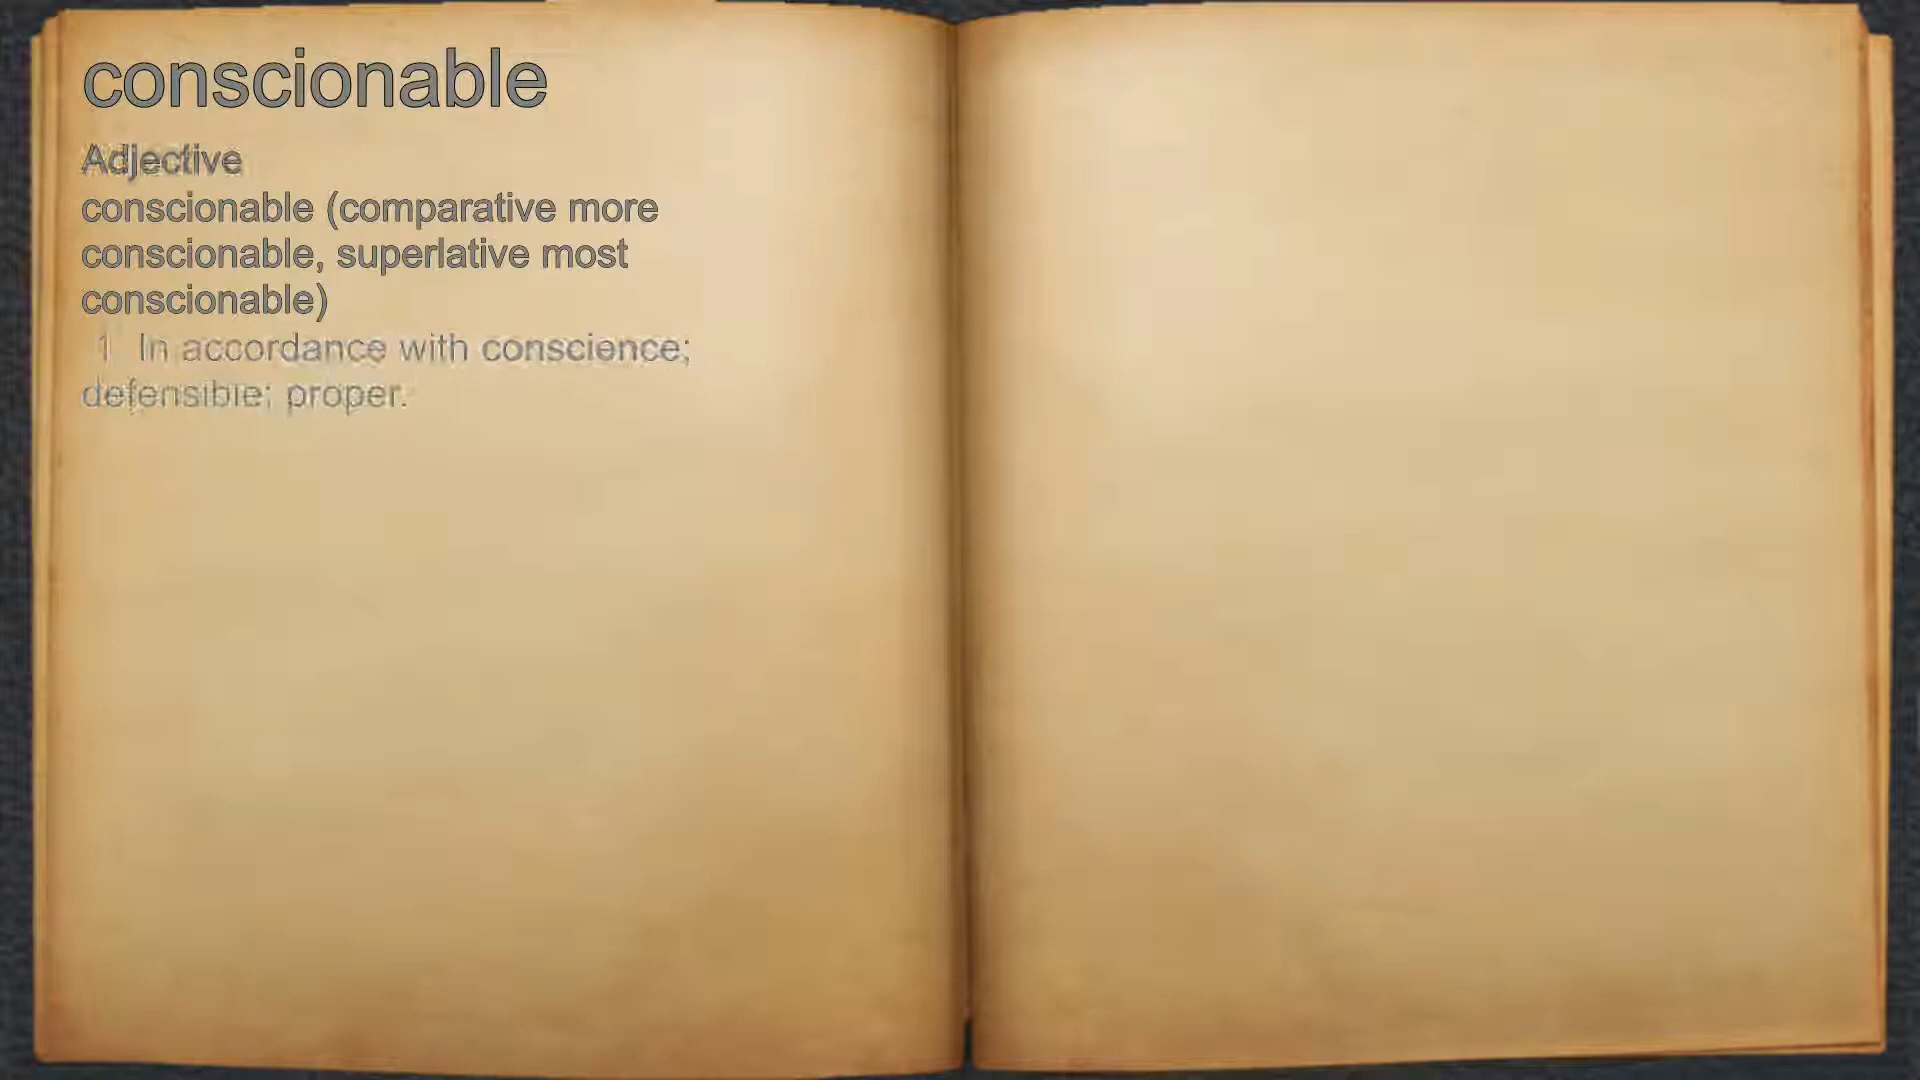 conscionable
Adjective
conscionable (comparative more
conscionable, superlative most
conscionable)
1 In accordance with conscience;
defensible; proper.